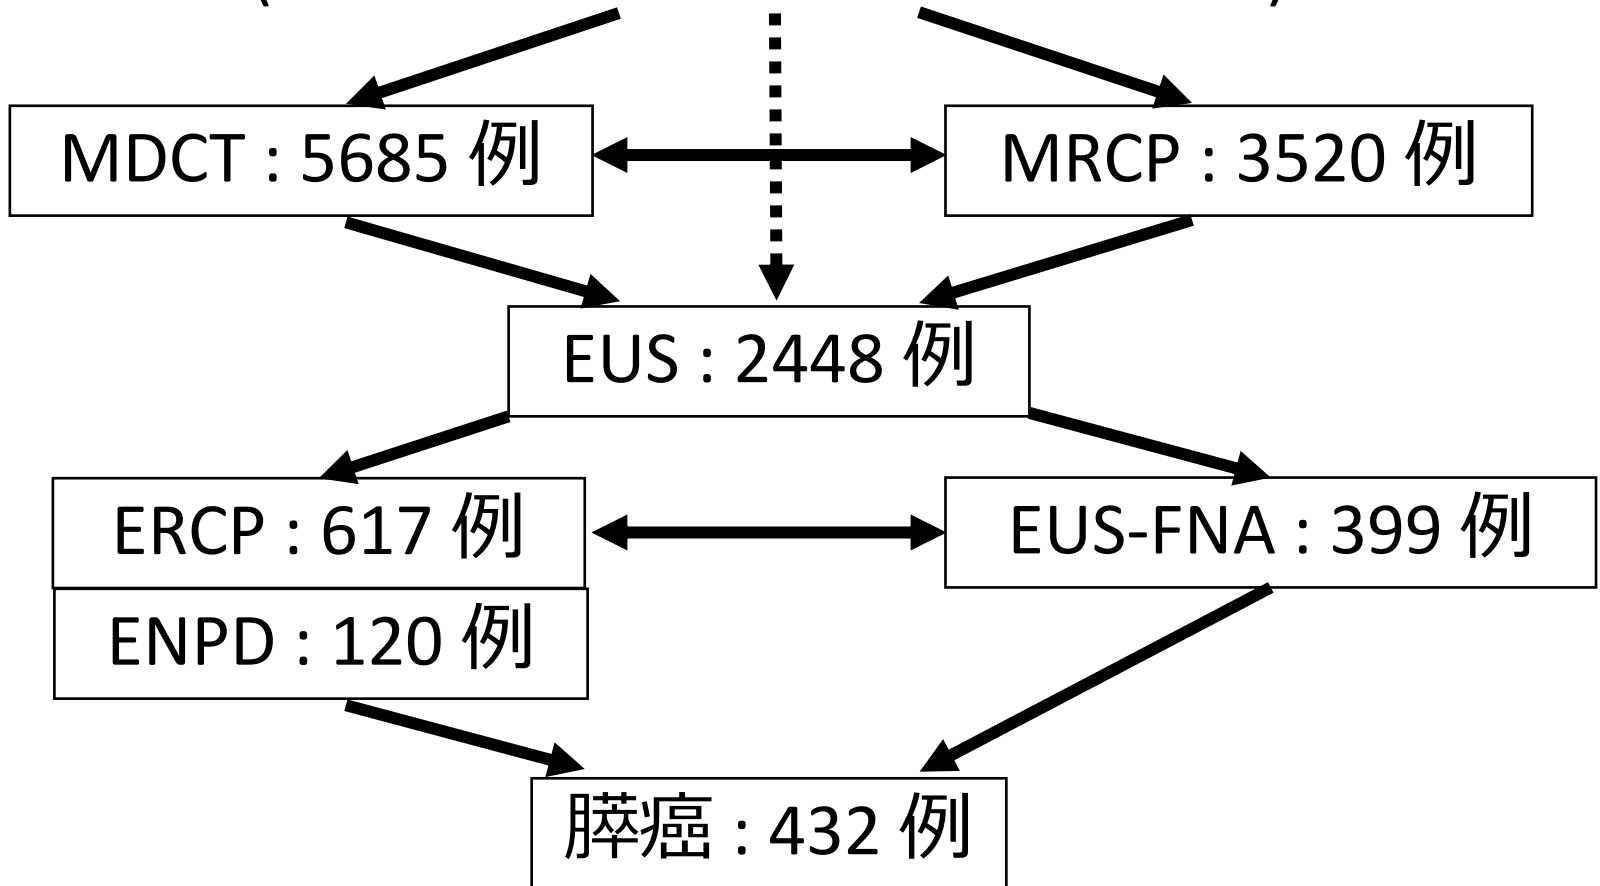 MDCT : 5685 例
MRCP : 3520 例
EUS : 2448 例
ERCP : 617 例
EUS-FNA : 399 例
ENPD : 120 例
膵癌 : 432 例